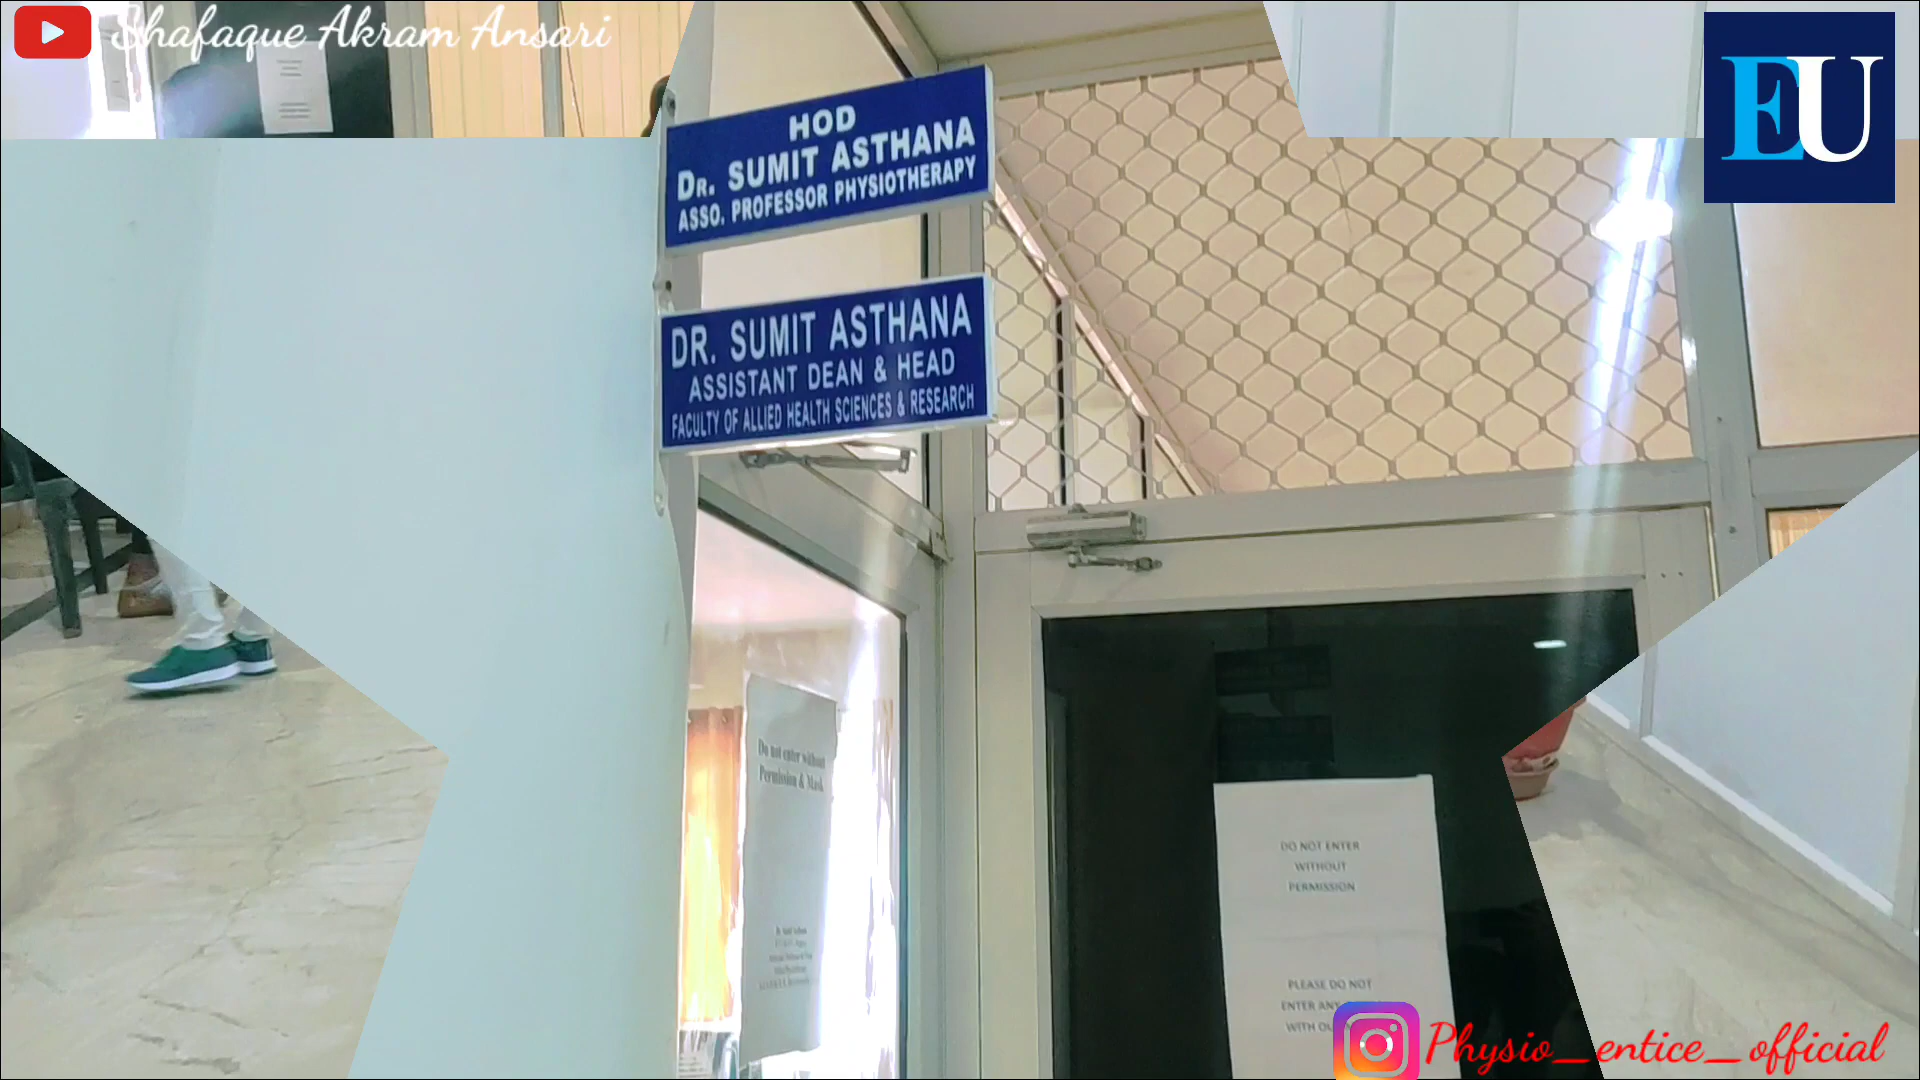 Shafaque Akram Ansari
EU
HOD
DR. SUMIT ASTHANA
ASSO. PROFESSOR PHYSIOTHERAPY
DR. SUMIT ASTHANA
ASSISTANT DEAN & HEAD
FACULTY OF ALLIED HEALTH SCIENCES & RESEARCH
Do not enter without
Permission & Mask
DO NOT ENTER
WITHOUT
PERMISSION
PLEASE DO NOT
ENTER
WITH
Physio_entice_official